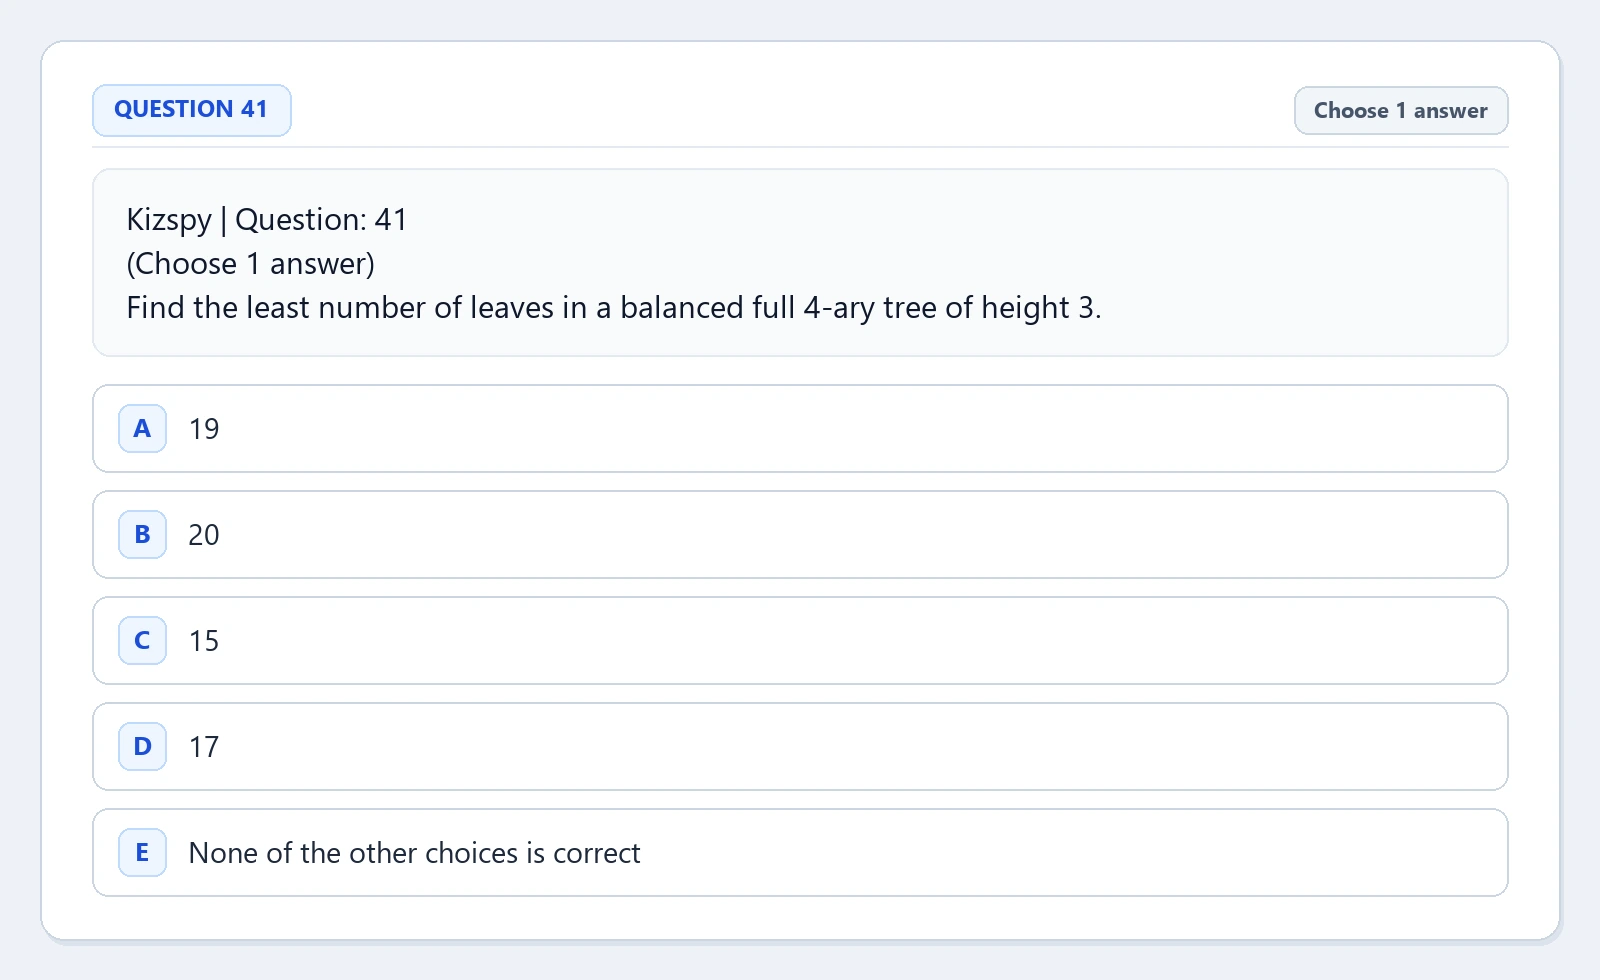 QUESTION 41
Choose 1 answer
Kizspy | Question: 41
(Choose 1 answer)
Find the least number of leaves in a balanced full 4-ary tree of height 3.
A 19
B 20
C 15
D 17
E None of the other choices is correct